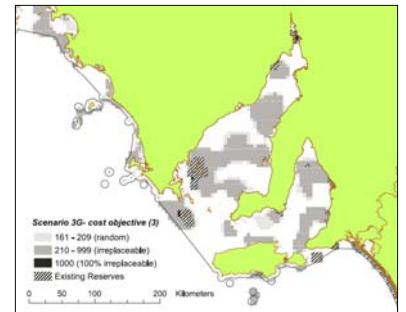 Scenario 3G- cost objective (3)
161 - 209 (random)
210 - 999 (irreplaceable)
1000 (100% irreplaceable)
Existing Reserves
0 50 100 200
Kilometers